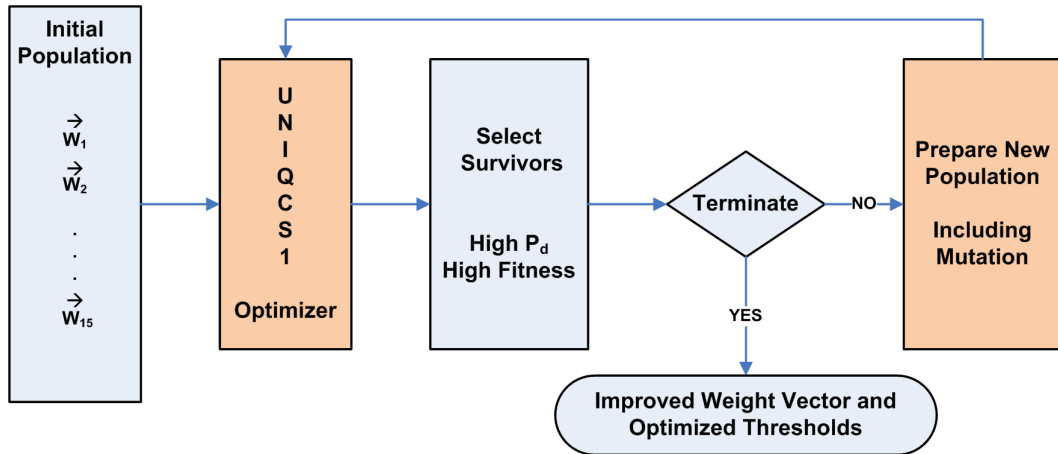 Initial
Population
→
W₁
→
W₂
.
.
.
→
W₁₅
U
N
I
Q
C
S
1
Optimizer
Select
Survivors
High P_d
High Fitness
Terminate
NO
YES
Prepare New
Population
Including
Mutation
Improved Weight Vector and
Optimized Thresholds